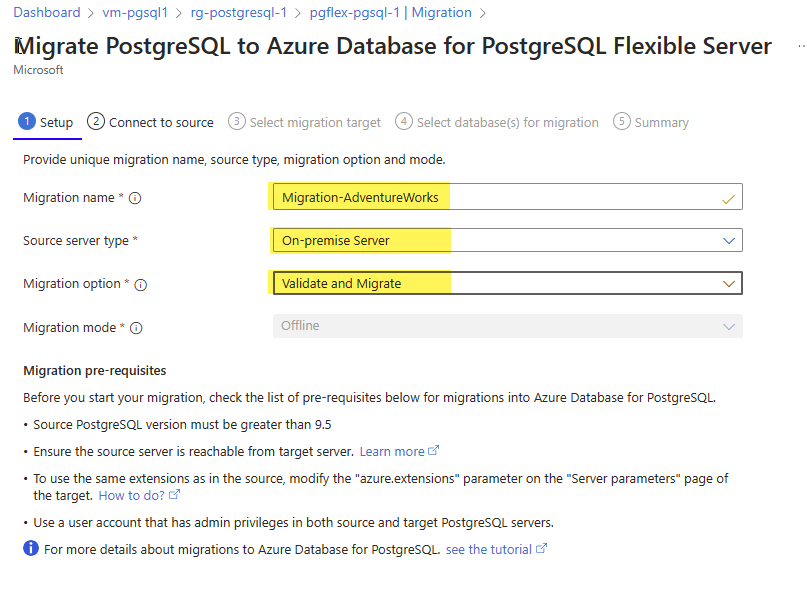 Dashboard > vm-pgsql1 > rg-postgresql-1 > pgflex-pgsql-1 | Migration >
Migrate PostgreSQL to Azure Database for PostgreSQL Flexible Server
Microsoft
1 Setup 2 Connect to source 3 Select migration target 4 Select database(s) for migration 5 Summary
Provide unique migration name, source type, migration option and mode.
Migration name * Migration-AdventureWorks
Source server type * On-premise Server
Migration option * Validate and Migrate
Migration mode * Offline
Migration pre-requisites
Before you start your migration, check the list of pre-requisites below for migrations into Azure Database for PostgreSQL.
• Source PostgreSQL version must be greater than 9.5
• Ensure the source server is reachable from target server. Learn more
• To use the same extensions as in the source, modify the "azure.extensions" parameter on the "Server parameters" page of
the target. How to do?
• Use a user account that has admin privileges in both source and target PostgreSQL servers.
For more details about migrations to Azure Database for PostgreSQL. see the tutorial